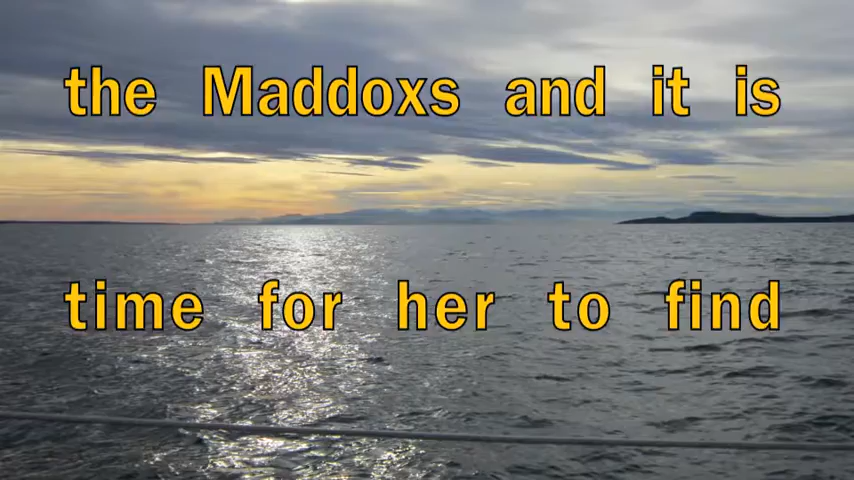 the Maddoxs and it is
time for her to find